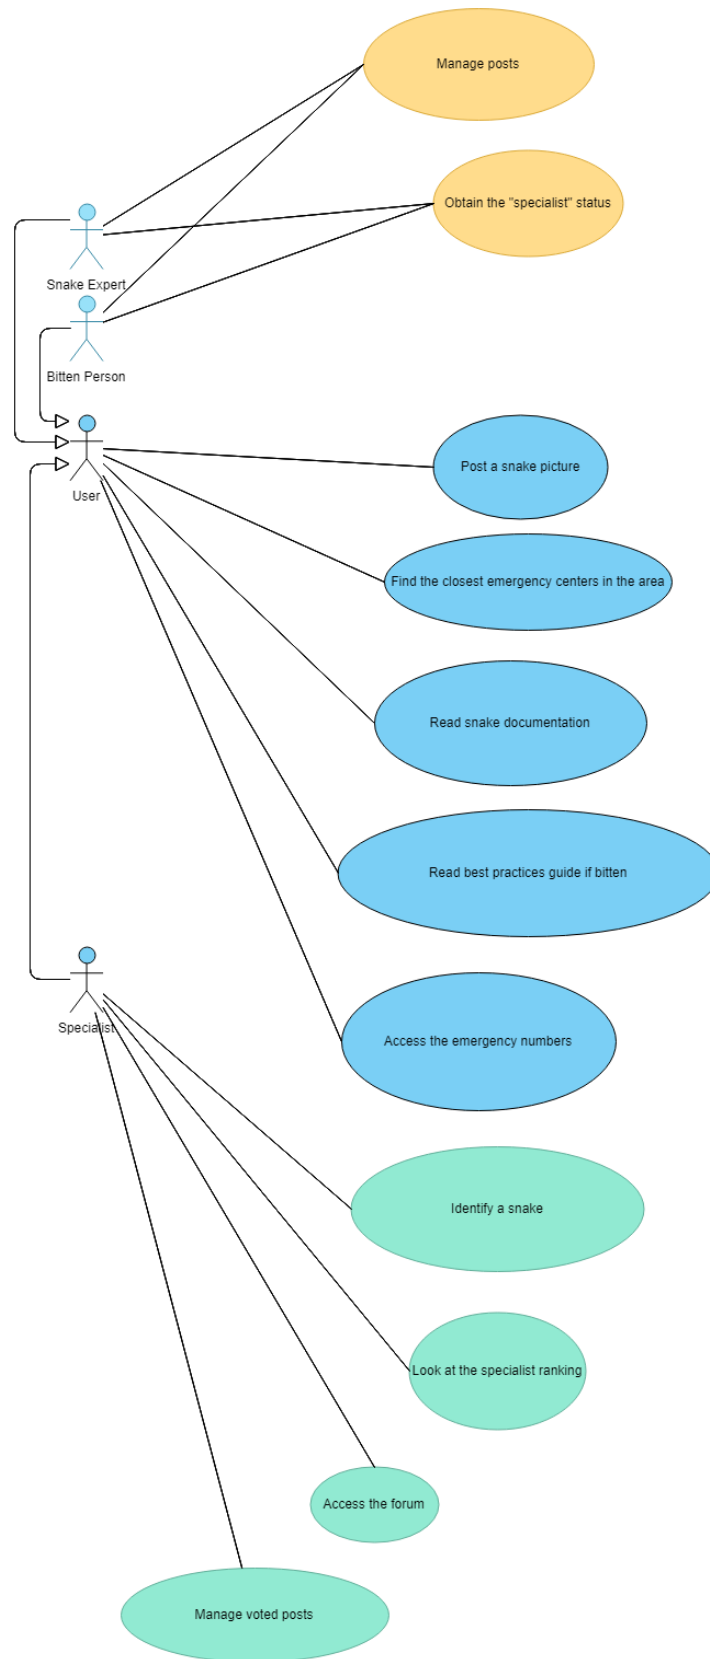 Manage posts
Obtain the "specialist" status
Snake Expert
Bitten Person
User
Post a snake picture
Find the closest emergency centers in the area
Read snake documentation
Read best practices guide if bitten
Specialist
Access the emergency numbers
Identify a snake
Look at the specialist ranking
Access the forum
Manage voted posts